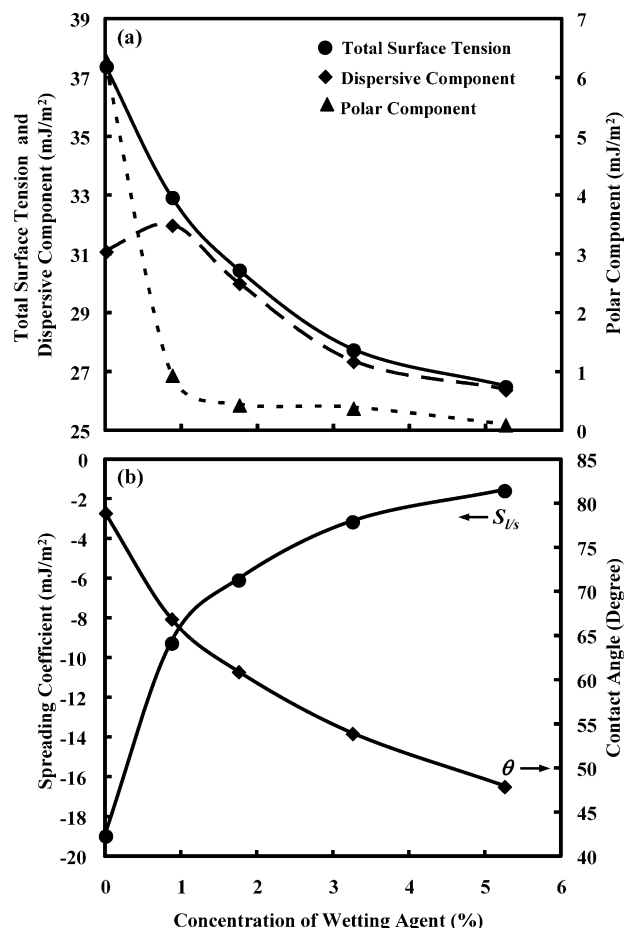 39
37
35
33
31
29
27
25
7
6
5
4
3
2
1
0
(a)
Total Surface Tension
Dispersive Component
Polar Component
Total Surface Tension and
Dispersive Component (mJ/m²)
Polar Component (mJ/m²)
(b)
0
-2
-4
-6
-8
-10
-12
-14
-16
-18
-20
85
80
75
70
65
60
55
50
45
40
S_{l/s}
θ
Spreading Coefficient (mJ/m²)
Contact Angle (Degree)
0 1 2 3 4 5 6
Concentration of Wetting Agent (%)